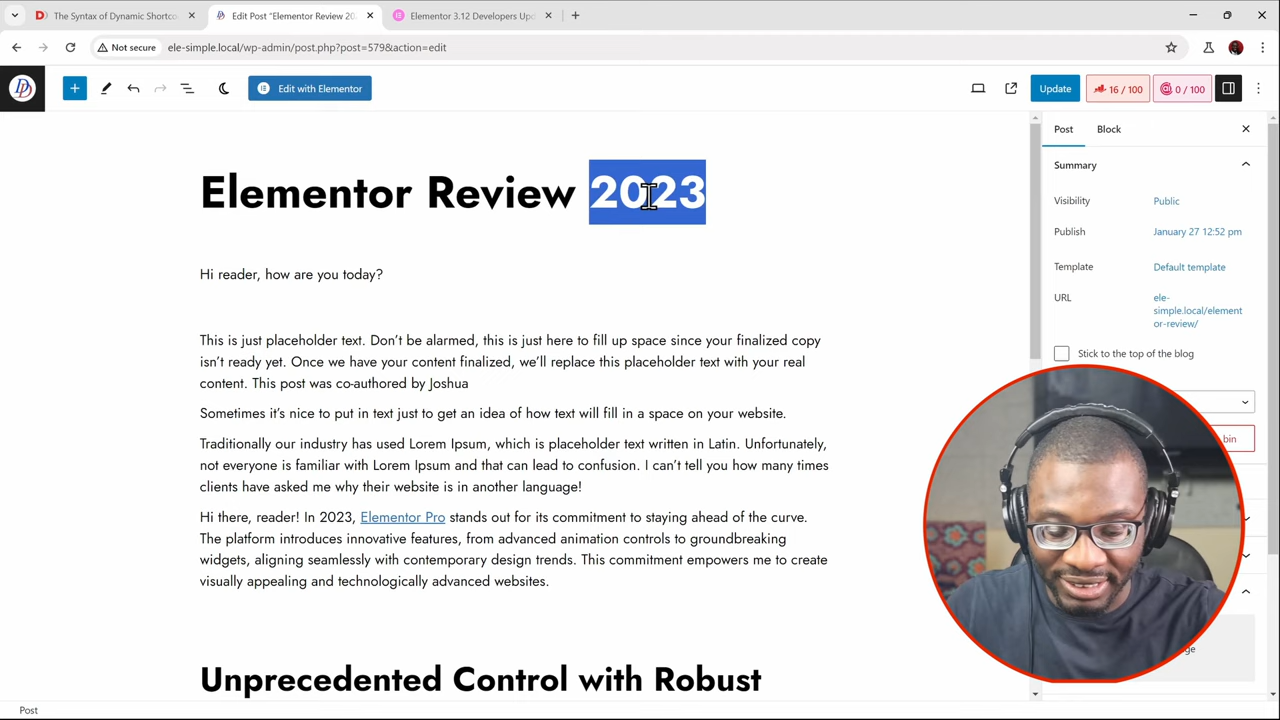 The Syntax of Dynamic Shortco
Edit Post "Elementor Review 20
Elementor 3.12 Developers Upd
Not secure
ele-simple.local/wp-admin/post.php?post=579&action=edit
Edit with Elementor
Update
16 / 100
0 / 100
Post
Block
Elementor Review 2023
Summary
Visibility
Public
Publish
January 27 12:52 pm
Template
Default template
URL
ele-
simple.local/element
or-review/
Stick to the top of the blog
bin
Hi reader, how are you today?
This is just placeholder text. Don't be alarmed, this is just here to fill up space since your finalized copy
isn't ready yet. Once we have your content finalized, we'll replace this placeholder text with your real
content. This post was co-authored by Joshua
Sometimes it's nice to put in text just to get an idea of how text will fill in a space on your website.
Traditionally our industry has used Lorem Ipsum, which is placeholder text written in Latin. Unfortunately,
not everyone is familiar with Lorem Ipsum and that can lead to confusion. I can't tell you how many times
clients have asked me why their website is in another language!
Hi there, reader! In 2023, Elementor Pro stands out for its commitment to staying ahead of the curve.
The platform introduces innovative features, from advanced animation controls to groundbreaking
widgets, aligning seamlessly with contemporary design trends. This commitment empowers me to create
visually appealing and technologically advanced websites.
Unprecedented Control with Robust
Post